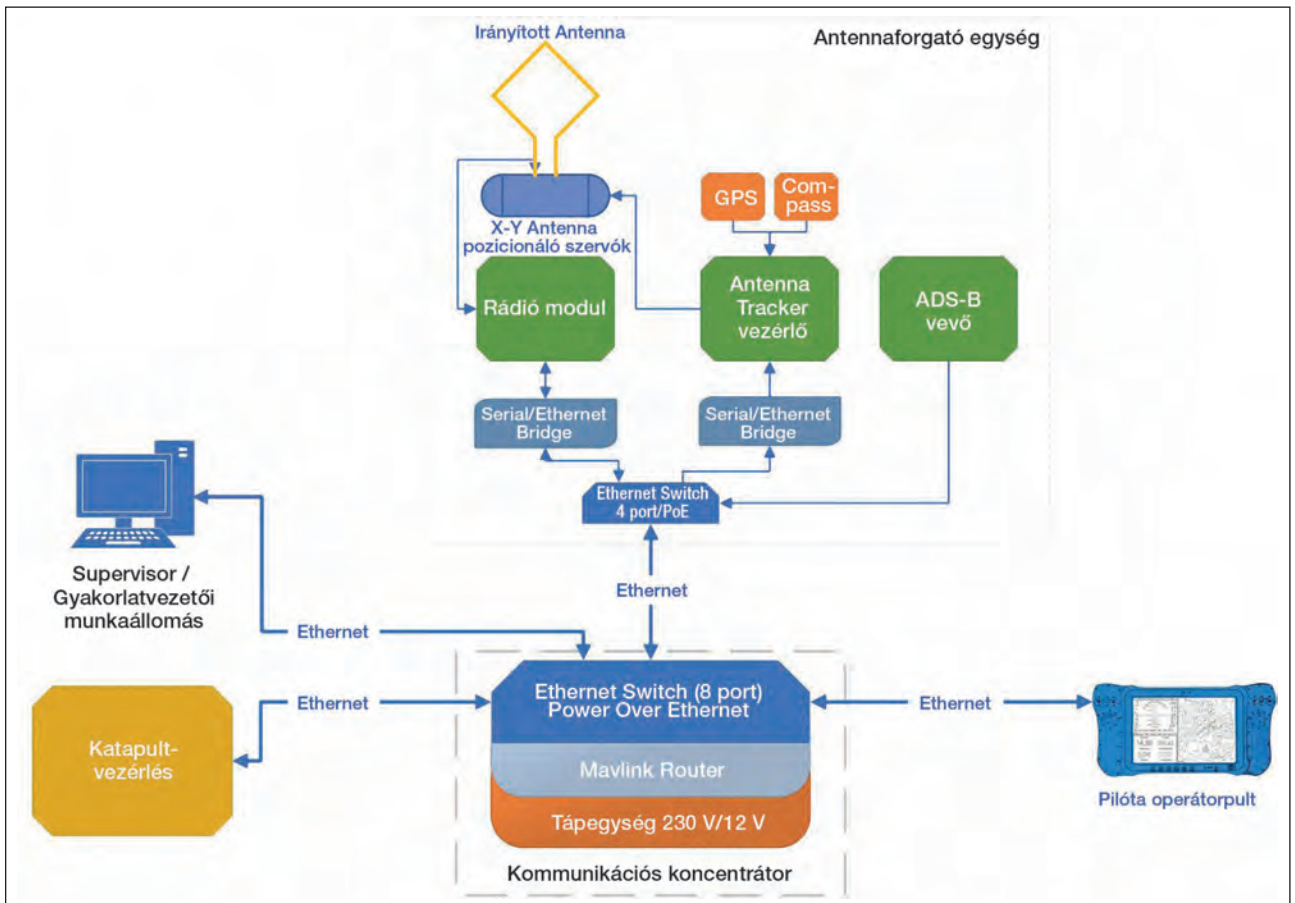 Irányított Antenna
Antennaforgató egység
GPS
Com-
pass
X-Y Antenna
pozicionáló szervók
Rádió modul
Antenna
Tracker
vezérlő
ADS-B
vevő
Serial/Ethernet
Bridge
Serial/Ethernet
Bridge
Ethernet Switch
4 port/PoE
Supervisor /
Gyakorlatvezetői
munkaállomás
Ethernet
Ethernet
Ethernet
Ethernet Switch (8 port)
Power Over Ethernet
Ethernet
Katapult-
vezérlés
Mavlink Router
Tápegység 230 V/12 V
Pilóta operátorpult
Kommunikációs koncentrátor